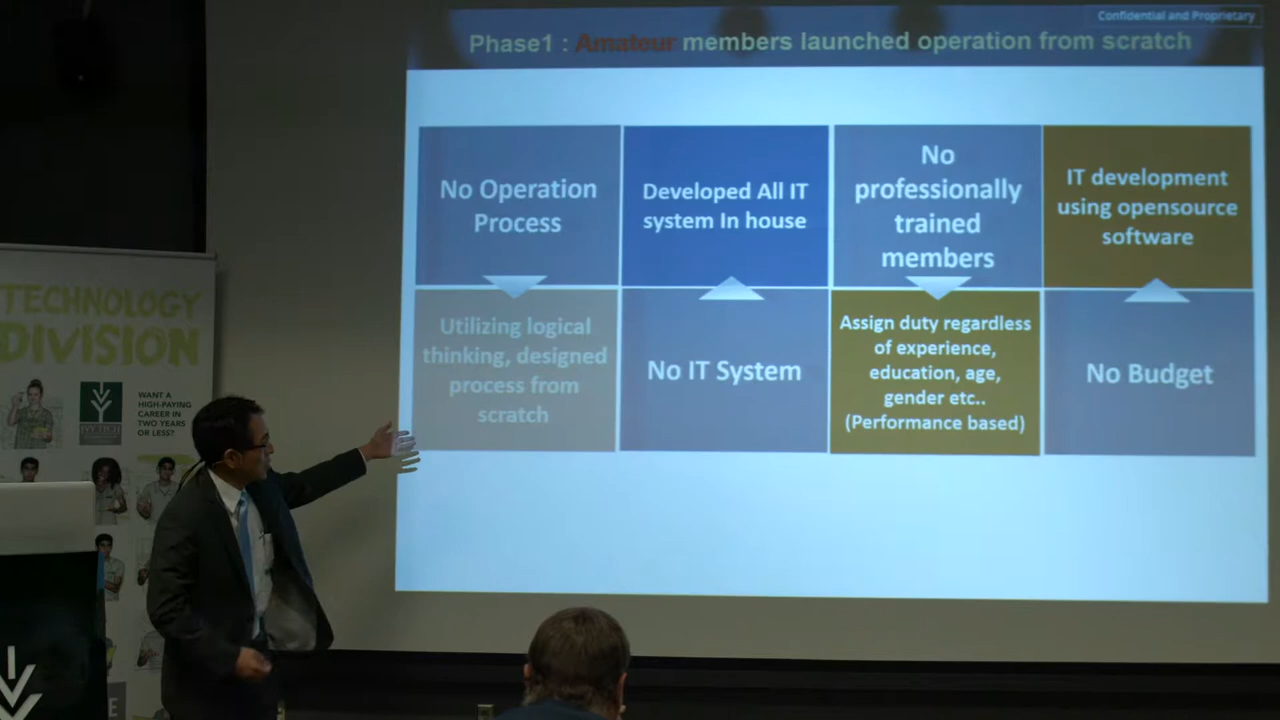 Confidential and Proprietary
Phase1 : Amateur members launched operation from scratch
No Operation
Process
Developed All IT
system In house
No
professionally
trained
members
IT development
using opensource
software
Utilizing logical
thinking, designed
process from
scratch
No IT System
Assign duty regardless
of experience,
education, age,
gender etc..
(Performance based)
No Budget
TECHNOLOGY
DIVISION
WANT A
HIGH-PAYING
CAREER IN
TWO YEARS
OR LESS?